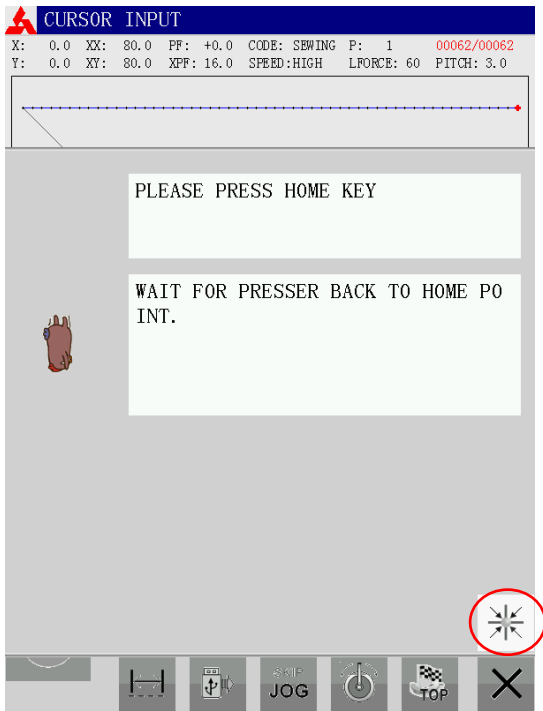 CURSOR INPUT
X: 0.0 XX: 80.0 PF: +0.0 CODE: SEWING P: 1 00062/00062
Y: 0.0 XY: 80.0 XPF: 16.0 SPEED:HIGH LFORCE: 60 PITCH: 3.0
PLEASE PRESS HOME KEY
WAIT FOR PRESSER BACK TO HOME PO
INT.
SKIP
JOG
TOP